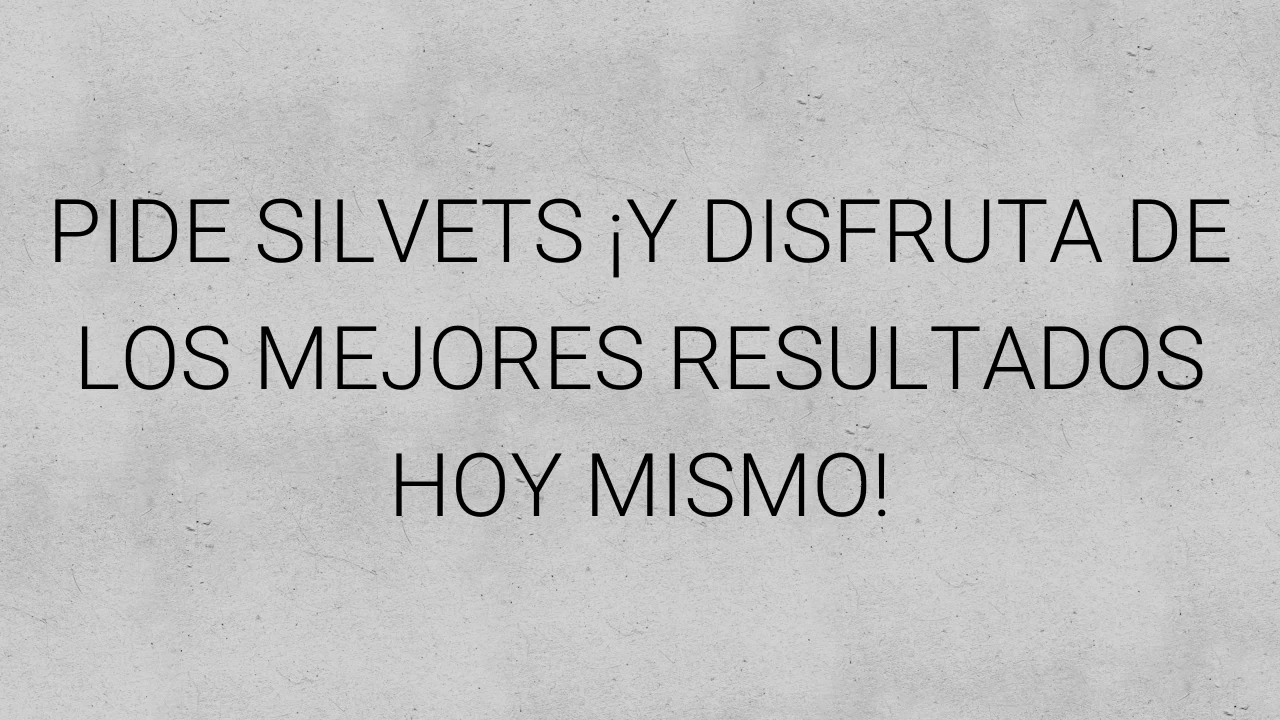 PIDE SILVETS ¡Y DISFRUTA DE
LOS MEJORES RESULTADOS
HOY MISMO!